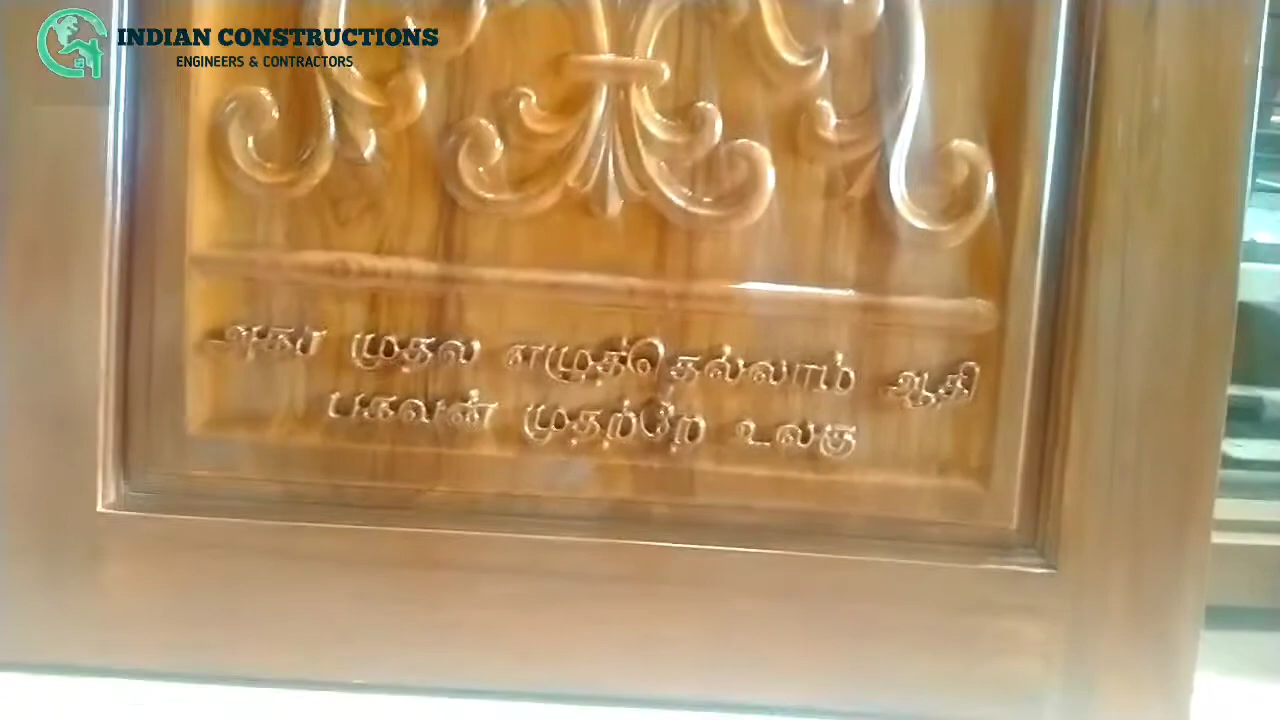 INDIAN CONSTRUCTIONS
ENGINEERS & CONTRACTORS
அகர முதல எழுத்தெல்லாம் ஆதி
பகவன் முதற்றே உலகு